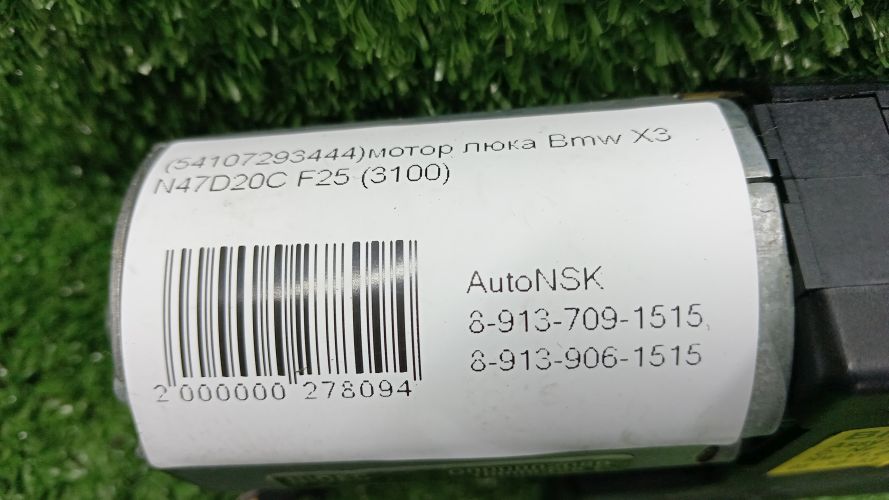 (54107293444)мотор люка Bmw X3
N47D20C F25 (3100)
AutoNSK
8-913-709-1515,
8-913-906-1515
2 000000 278094